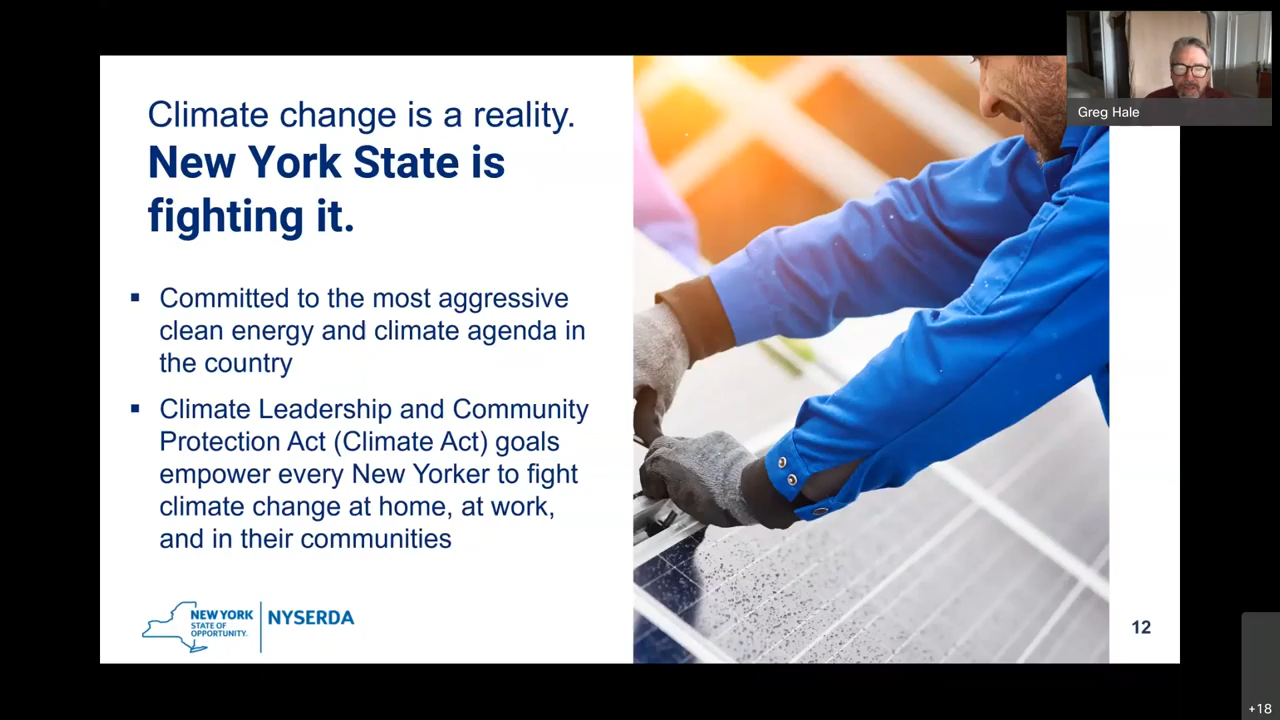 Climate change is a reality.
New York State is
fighting it.
▪ Committed to the most aggressive
clean energy and climate agenda in
the country
▪ Climate Leadership and Community
Protection Act (Climate Act) goals
empower every New Yorker to fight
climate change at home, at work,
and in their communities
NEW YORK
STATE OF
OPPORTUNITY.
NYSERDA
12
Greg Hale
+18